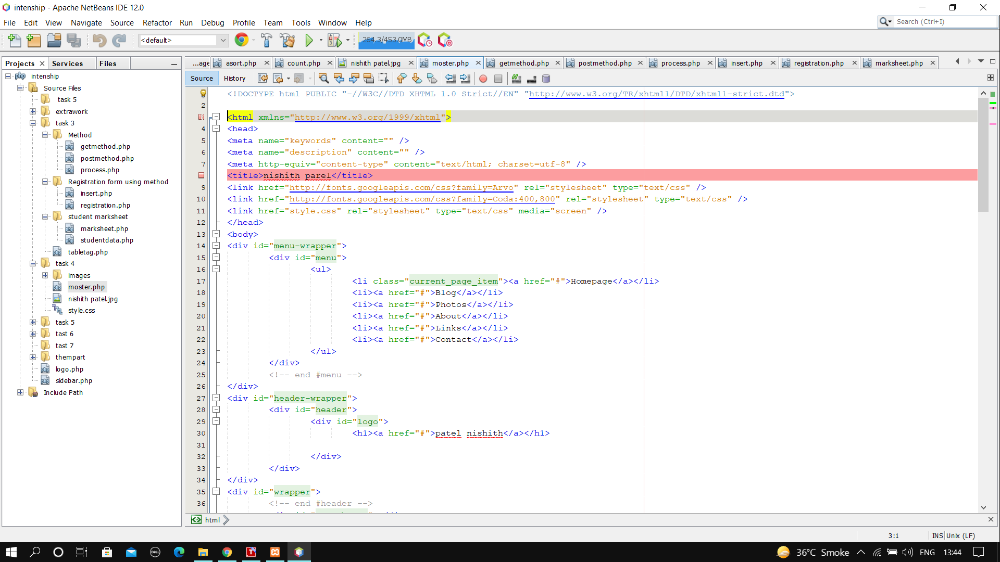 intenship - Apache NetBeans IDE 12.0
File Edit View Navigate Source Refactor Run Debug Profile Team Tools Window Help
Search (Ctrl+I)
<default>
264.3/453.0MB
Projects Services Files
...age asort.php count.php nishith patel.jpg moster.php getmethod.php postmethod.php process.php insert.php registration.php marksheet.php
Source History
intenship
Source Files
task 5
extrawork
task 3
Method
getmethod.php
postmethod.php
process.php
Registration form using method
insert.php
registration.php
student marksheet
marksheet.php
studentdata.php
tabletag.php
task 4
images
moster.php
nishith patel.jpg
style.css
task 5
tast 6
tast 7
thempart
logo.php
sidebar.php
Include Path
<!DOCTYPE html PUBLIC "-//W3C//DTD XHTML 1.0 Strict//EN" "http://www.w3.org/TR/xhtml1/DTD/xhtml1-strict.dtd">
2
<html xmlns="http://www.w3.org/1999/xhtml">
4 <head>
5 <meta name="keywords" content="" />
6 <meta name="description" content="" />
7 <meta http-equiv="content-type" content="text/html; charset=utf-8" />
<title>nishith parel</title>
9 <link href="http://fonts.googleapis.com/css?family=Arvo" rel="stylesheet" type="text/css" />
10 <link href="http://fonts.googleapis.com/css?family=Coda:400,800" rel="stylesheet" type="text/css" />
11 <link href="style.css" rel="stylesheet" type="text/css" media="screen" />
12 </head>
13 <body>
14 <div id="menu-wrapper">
15 <div id="menu">
16 <ul>
17 <li class="current_page_item"><a href="#">Homepage</a></li>
18 <li><a href="#">Blog</a></li>
19 <li><a href="#">Photos</a></li>
20 <li><a href="#">About</a></li>
21 <li><a href="#">Links</a></li>
22 <li><a href="#">Contact</a></li>
23 </ul>
24 </div>
25 <!-- end #menu -->
26 </div>
27 <div id="header-wrapper">
28 <div id="header">
29 <div id="logo">
30 <h1><a href="#">patel nishith</a></h1>
31
32 </div>
33 </div>
34 </div>
35 <div id="wrapper">
36 <!-- end #header -->
html
3:1 INS Unix (LF)
DELL
36°C Smoke ENG 13:44